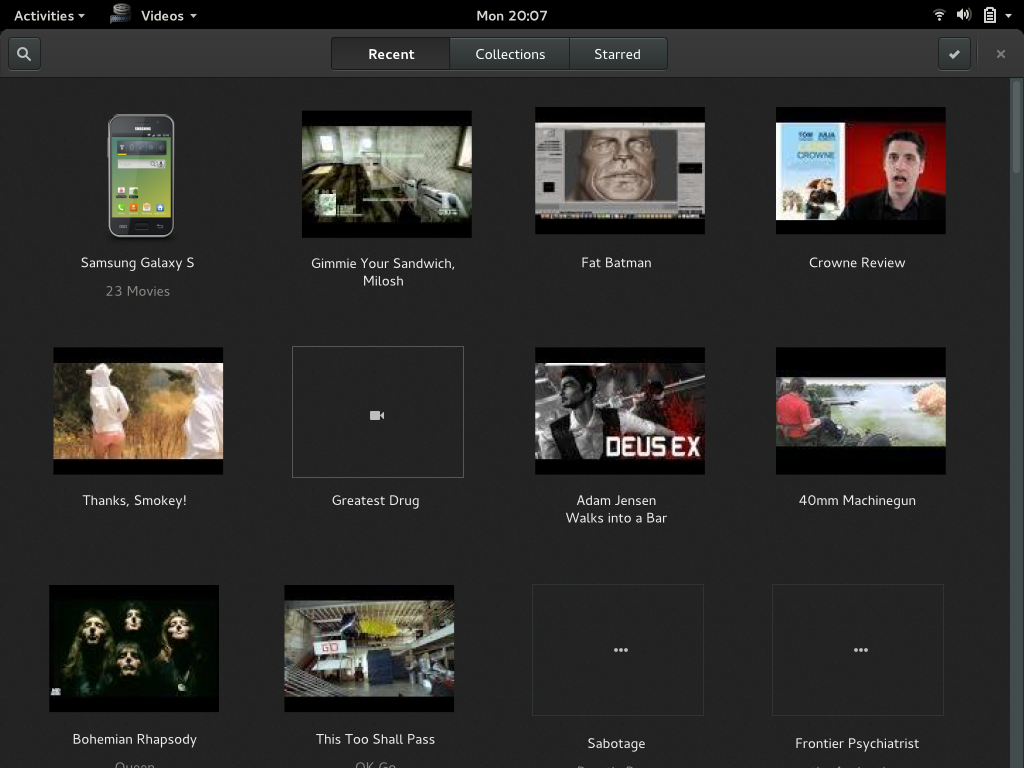 Activities
Videos
Mon 20:07
Recent
Collections
Starred
SAMSUNG
TOM JULIA
CROWNE
Samsung Galaxy S
23 Movies
Gimmie Your Sandwich,
Milosh
Fat Batman
Crowne Review
DEUS EX
Thanks, Smokey!
Greatest Drug
Adam Jensen
Walks into a Bar
40mm Machinegun
GO
Bohemian Rhapsody
Queen
This Too Shall Pass
OK Go
Sabotage
Frontier Psychiatrist